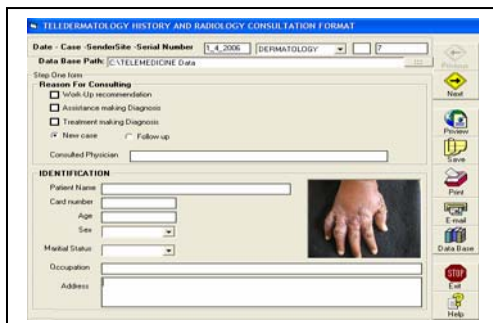 TELEDERMATOLOGY HISTORY AND RADIOLOGY CONSULTATION FORMAT
Date - Case -SenderSite -Serial Number 1_4_2006 DERMATOLOGY 7
Data Base Path: C:\TELEMEDICINE Data
Previous
Step One form
Reason For Consulting
Work-Up recommendation
Next
Assistance making Diagnosis
Treatment making Diagnosis
New case Follow up
Preview
Consulted Physician
Save
IDENTIFICATION
Patient Name
Print
Card number
Age
E-mail
Sex
Data Base
Marital Status
Occupation
STOP
Address
Exit
Help